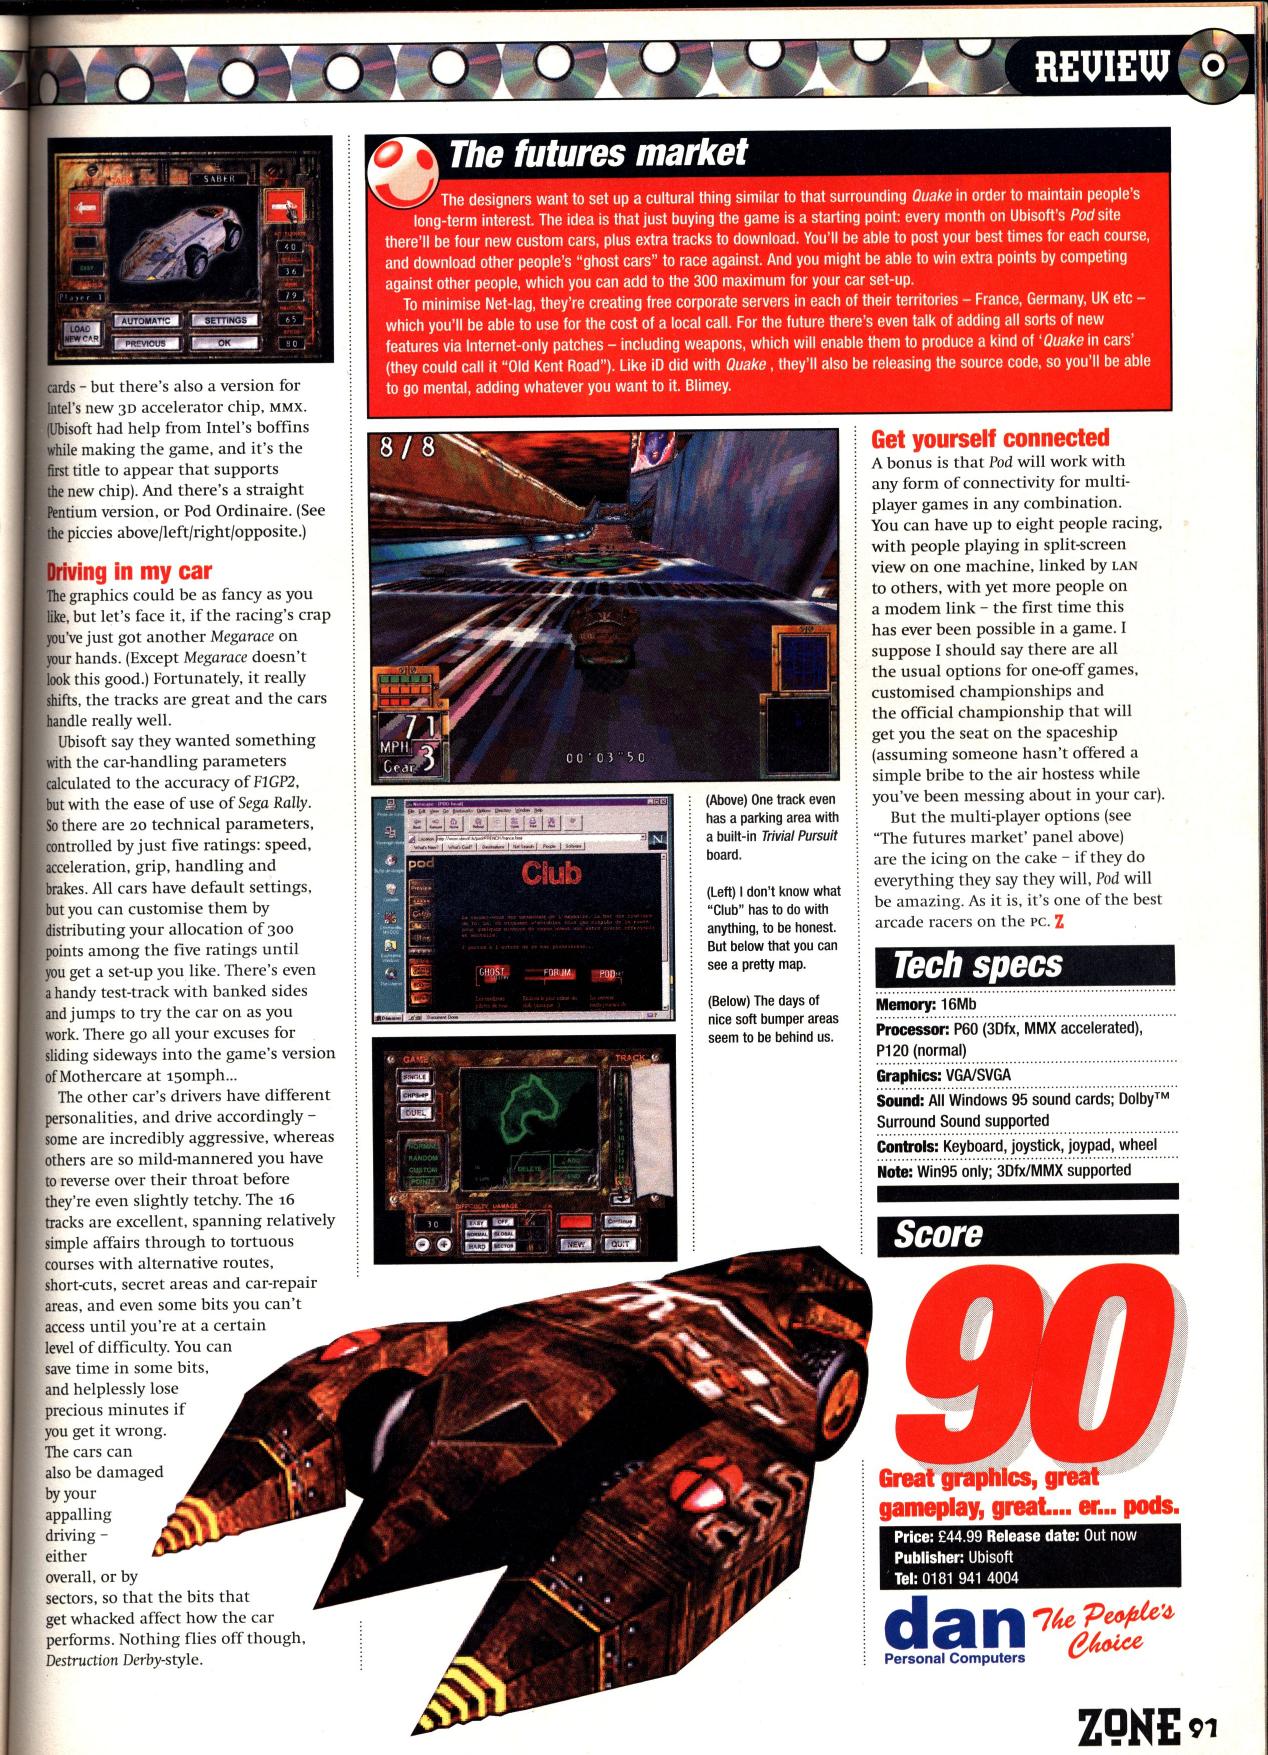 REVIEW
SABER
40
36
79
65
80
EASY
Player 1
LOAD
NEW CAR
AUTOMATIC
SETTINGS
PREVIOUS
OK
cards – but there's also a version for
Intel's new 3D accelerator chip, MMX.
(Ubisoft had help from Intel's boffins
while making the game, and it's the
first title to appear that supports
the new chip). And there's a straight
Pentium version, or Pod Ordinaire. (See
the piccies above/left/right/opposite.)
Driving in my car
The graphics could be as fancy as you
like, but let's face it, if the racing's crap
you've just got another Megarace on
your hands. (Except Megarace doesn't
look this good.) Fortunately, it really
shifts, the tracks are great and the cars
handle really well.
Ubisoft say they wanted something
with the car-handling parameters
calculated to the accuracy of F1GP2,
but with the ease of use of Sega Rally.
So there are 20 technical parameters,
controlled by just five ratings: speed,
acceleration, grip, handling and
brakes. All cars have default settings,
but you can customise them by
distributing your allocation of 300
points among the five ratings until
you get a set-up you like. There's even
a handy test-track with banked sides
and jumps to try the car on as you
work. There go all your excuses for
sliding sideways into the game's version
of Mothercare at 150mph...
The other car's drivers have different
personalities, and drive accordingly –
some are incredibly aggressive, whereas
others are so mild-mannered you have
to reverse over their throat before
they're even slightly tetchy. The 16
tracks are excellent, spanning relatively
simple affairs through to tortuous
courses with alternative routes,
short-cuts, secret areas and car-repair
areas, and even some bits you can't
access until you're at a certain
level of difficulty. You can
save time in some bits,
and helplessly lose
precious minutes if
you get it wrong.
The cars can
also be damaged
by your
appalling
driving –
either
overall, or by
sectors, so that the bits that
get whacked affect how the car
performs. Nothing flies off though,
Destruction Derby-style.
The futures market
The designers want to set up a cultural thing similar to that surrounding Quake in order to maintain people's
long-term interest. The idea is that just buying the game is a starting point: every month on Ubisoft's Pod site
there'll be four new custom cars, plus extra tracks to download. You'll be able to post your best times for each course,
and download other people's "ghost cars" to race against. And you might be able to win extra points by competing
against other people, which you can add to the 300 maximum for your car set-up.
To minimise Net-lag, they're creating free corporate servers in each of their territories – France, Germany, UK etc –
which you'll be able to use for the cost of a local call. For the future there's even talk of adding all sorts of new
features via Internet-only patches – including weapons, which will enable them to produce a kind of 'Quake in cars'
(they could call it "Old Kent Road"). Like iD did with Quake , they'll also be releasing the source code, so you'll be able
to go mental, adding whatever you want to it. Blimey.
8 / 8
71
MPH
Gear 3
00'03"50
pod
Club
GHOST
FORUM
POD
(Above) One track even
has a parking area with
a built-in Trivial Pursuit
board.
(Left) I don't know what
"Club" has to do with
anything, to be honest.
But below that you can
see a pretty map.
(Below) The days of
nice soft bumper areas
seem to be behind us.
GAME
TRACK
SINGLE
CHPSHIP
DUEL
NORMAL
RANDOM
CUSTOM
POINTS
DELETE
ADD
END
DIFFICULTY DAMAGE
30
EASY
OFF
NORMAL
GLOBAL
HARD
SECTOR
NEW
Continue
QUIT
Get yourself connected
A bonus is that Pod will work with
any form of connectivity for multi-
player games in any combination.
You can have up to eight people racing,
with people playing in split-screen
view on one machine, linked by LAN
to others, with yet more people on
a modem link – the first time this
has ever been possible in a game. I
suppose I should say there are all
the usual options for one-off games,
customised championships and
the official championship that will
get you the seat on the spaceship
(assuming someone hasn't offered a
simple bribe to the air hostess while
you've been messing about in your car).
But the multi-player options (see
"The futures market' panel above)
are the icing on the cake – if they do
everything they say they will, Pod will
be amazing. As it is, it's one of the best
arcade racers on the PC. Z
Tech specs
Memory: 16Mb
Processor: P60 (3Dfx, MMX accelerated),
P120 (normal)
Graphics: VGA/SVGA
Sound: All Windows 95 sound cards; Dolby™
Surround Sound supported
Controls: Keyboard, joystick, joypad, wheel
Note: Win95 only; 3Dfx/MMX supported
Score
90
Great graphics, great
gameplay, great.... er... pods.
Price: £44.99 Release date: Out now
Publisher: Ubisoft
Tel: 0181 941 4004
dan
Personal Computers
The People's
Choice
ZONE 91